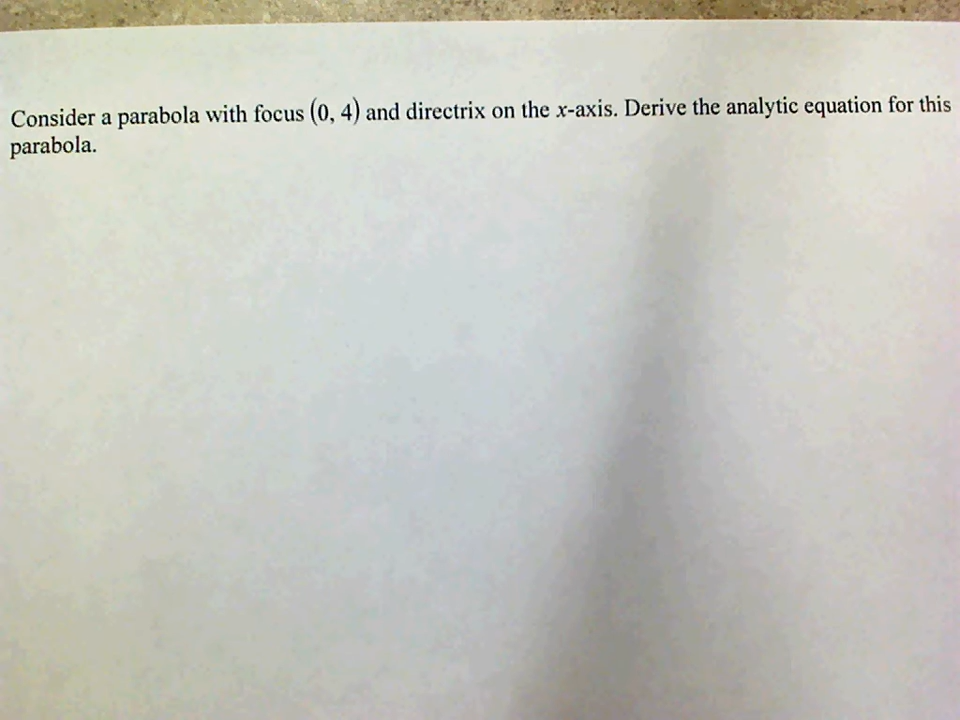 Consider a parabola with focus (0, 4) and directrix on the x-axis. Derive the analytic equation for this
parabola.